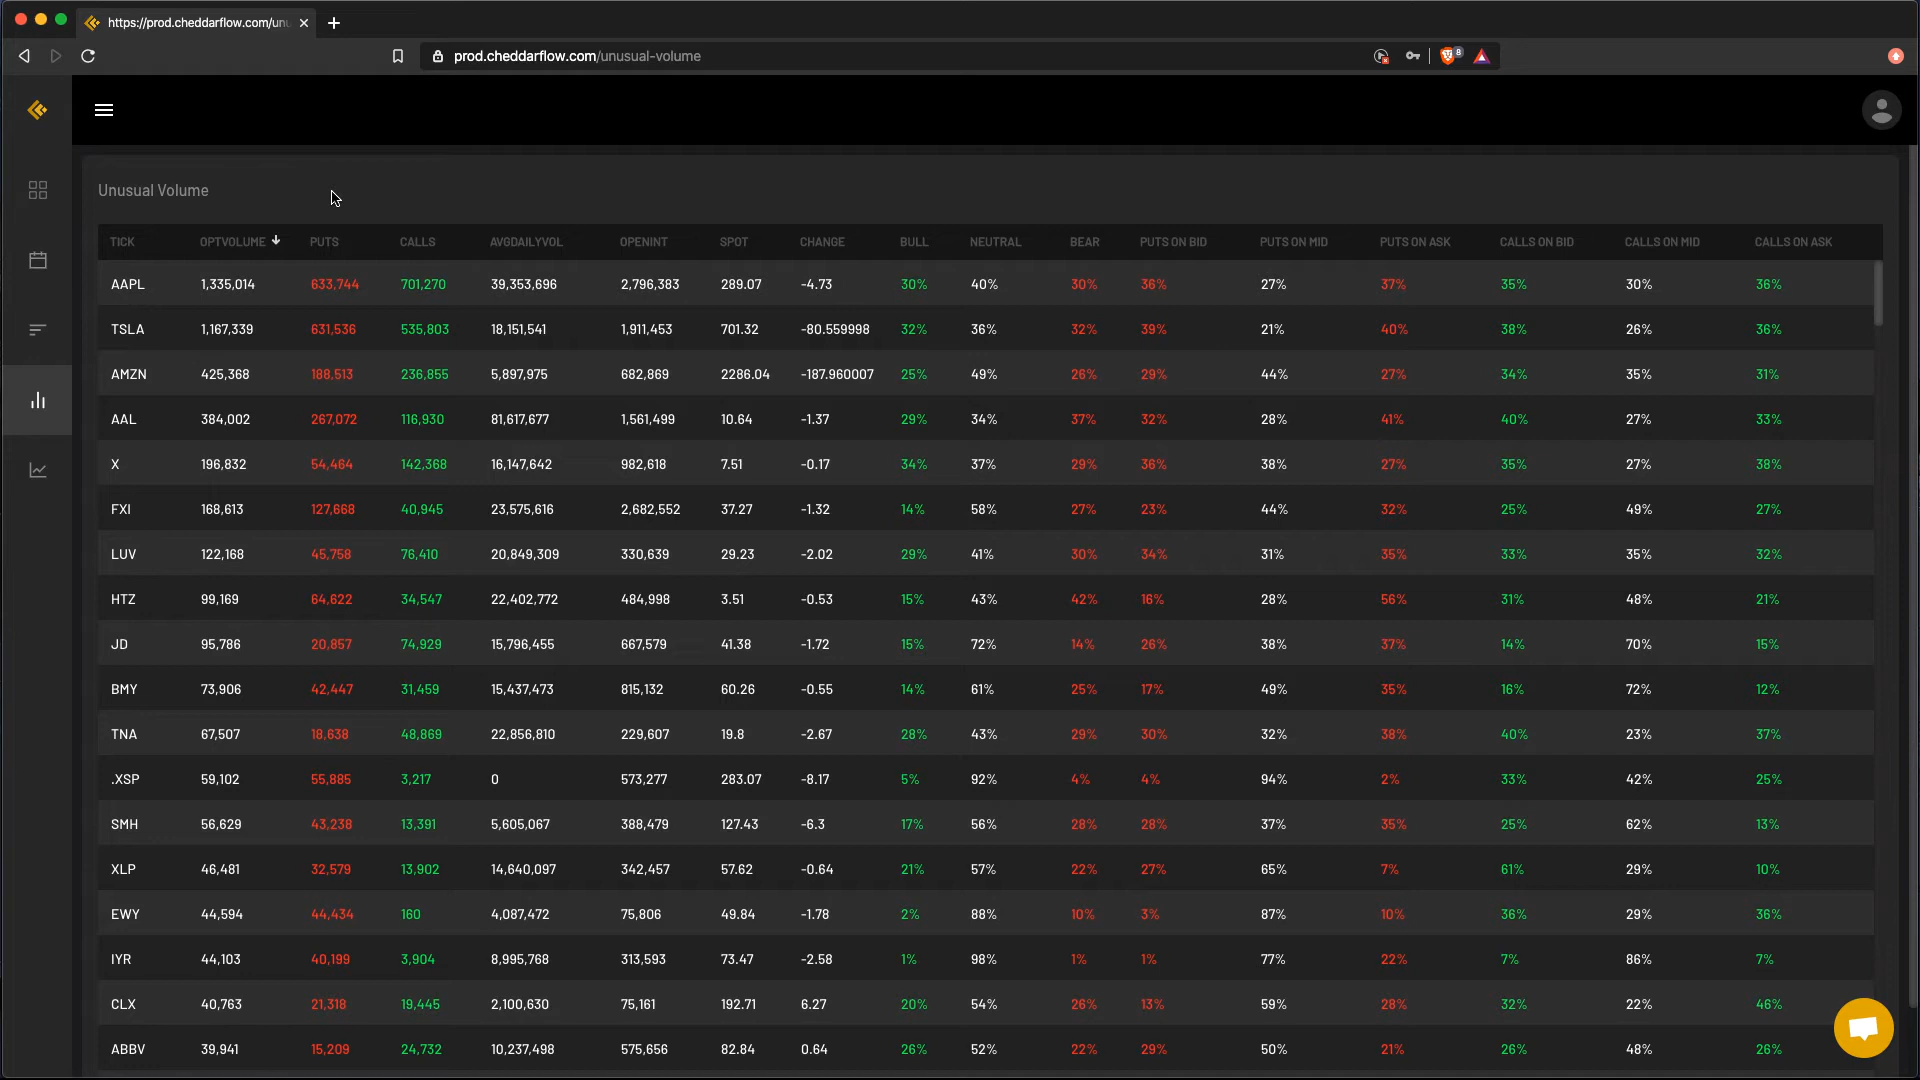 https://prod.cheddarflow.com/un
prod.cheddarflow.com/unusual-volume
8
Unusual Volume
TICK OPTVOLUME PUTS CALLS AVGDAILYVOL OPENINT SPOT CHANGE BULL NEUTRAL BEAR PUTS ON BID PUTS ON MID PUTS ON ASK CALLS ON BID CALLS ON MID CALLS ON ASK
AAPL 1,335,014 633,744 701,270 39,353,696 2,796,383 289.07 -4.73 30% 40% 30% 36% 27% 37% 35% 30% 36%
TSLA 1,167,339 631,536 535,803 18,151,541 1,911,453 701.32 -80.559998 32% 36% 32% 39% 21% 40% 38% 26% 36%
AMZN 425,368 188,513 236,855 5,897,975 682,869 2286.04 -187.960007 25% 49% 26% 29% 44% 27% 34% 35% 31%
AAL 384,002 267,072 116,930 81,617,677 1,561,499 10.64 -1.37 29% 34% 37% 32% 28% 41% 40% 27% 33%
X 196,832 54,464 142,368 16,147,642 982,618 7.51 -0.17 34% 37% 29% 36% 38% 27% 35% 27% 38%
FXI 168,613 127,668 40,945 23,575,616 2,682,552 37.27 -1.32 14% 58% 27% 23% 44% 32% 25% 49% 27%
LUV 122,168 45,758 76,410 20,849,309 330,639 29.23 -2.02 29% 41% 30% 34% 31% 35% 33% 35% 32%
HTZ 99,169 64,622 34,547 22,402,772 484,998 3.51 -0.53 15% 43% 42% 16% 28% 56% 31% 48% 21%
JD 95,786 20,857 74,929 15,796,455 667,579 41.38 -1.72 15% 72% 14% 26% 38% 37% 14% 70% 15%
BMY 73,906 42,447 31,459 15,437,473 815,132 60.26 -0.55 14% 61% 25% 17% 49% 35% 16% 72% 12%
TNA 67,507 18,638 48,869 22,856,810 229,607 19.8 -2.67 28% 43% 29% 30% 32% 38% 40% 23% 37%
.XSP 59,102 55,885 3,217 0 573,277 283.07 -8.17 5% 92% 4% 4% 94% 2% 33% 42% 25%
SMH 56,629 43,238 13,391 5,605,067 388,479 127.43 -6.3 17% 56% 28% 28% 37% 35% 25% 62% 13%
XLP 46,481 32,579 13,902 14,640,097 342,457 57.62 -0.64 21% 57% 22% 27% 65% 7% 61% 29% 10%
EWY 44,594 44,434 160 4,087,472 75,806 49.84 -1.78 2% 88% 10% 3% 87% 10% 36% 29% 36%
IYR 44,103 40,199 3,904 8,995,768 313,593 73.47 -2.58 1% 98% 1% 1% 77% 22% 7% 86% 7%
CLX 40,763 21,318 19,445 2,100,630 75,161 192.71 6.27 20% 54% 26% 13% 59% 28% 32% 22% 46%
ABBV 39,941 15,209 24,732 10,237,498 575,656 82.84 0.64 26% 52% 22% 29% 50% 21% 26% 48% 26%